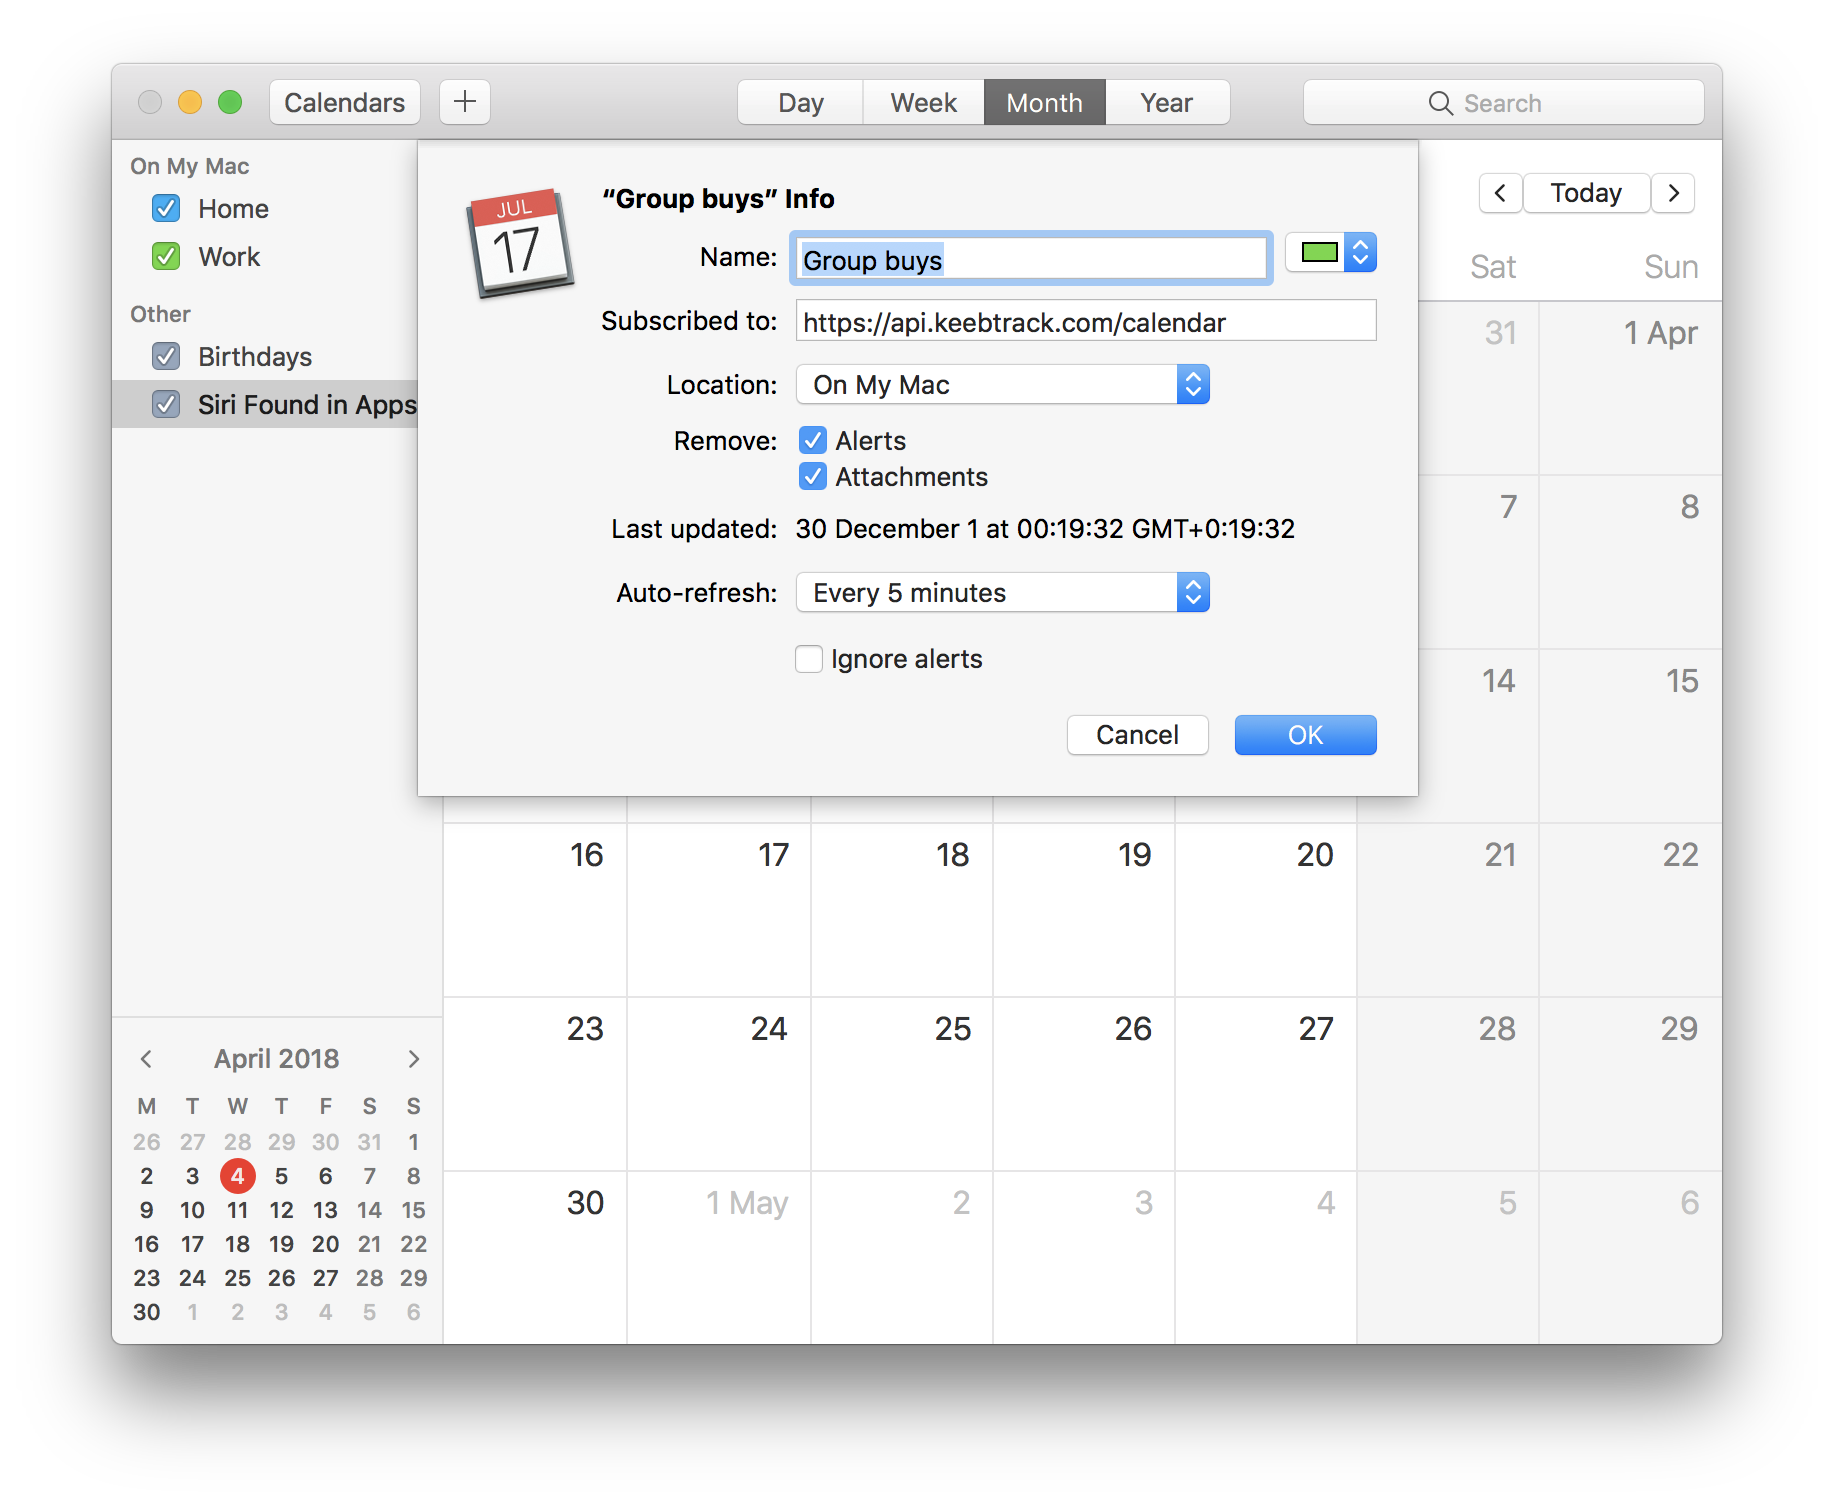 Calendars
Day Week Month Year
Search
On My Mac
Home
Work
Other
Birthdays
Siri Found in Apps
JUL
17
“Group buys” Info
Name: Group buys
Subscribed to: https://api.keebtrack.com/calendar
Location: On My Mac
Remove: Alerts
Attachments
Last updated: 30 December 1 at 00:19:32 GMT+0:19:32
Auto-refresh: Every 5 minutes
Ignore alerts
Cancel OK
Today
Sat Sun
31 1 Apr
7 8
14 15
16 17 18 19 20 21 22
23 24 25 26 27 28 29
30 1 May 2 3 4 5 6
April 2018
M T W T F S S
26 27 28 29 30 31 1
2 3 4 5 6 7 8
9 10 11 12 13 14 15
16 17 18 19 20 21 22
23 24 25 26 27 28 29
30 1 2 3 4 5 6